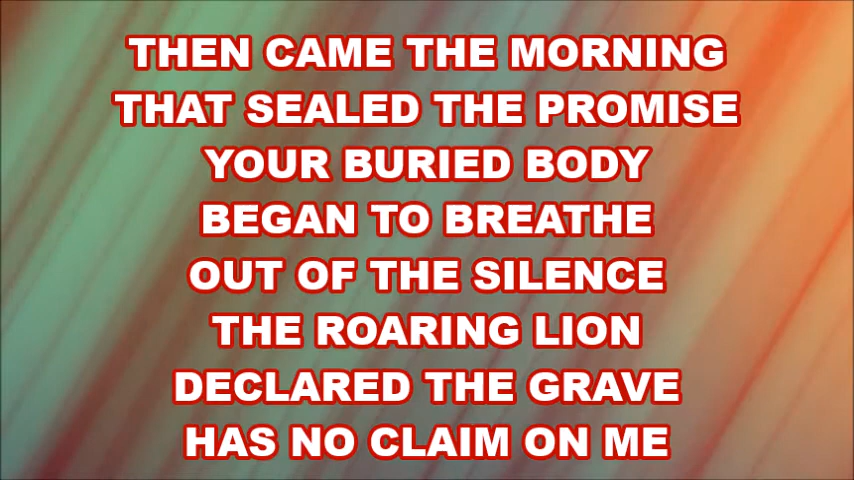 THEN CAME THE MORNING
THAT SEALED THE PROMISE
YOUR BURIED BODY
BEGAN TO BREATHE
OUT OF THE SILENCE
THE ROARING LION
DECLARED THE GRAVE
HAS NO CLAIM ON ME